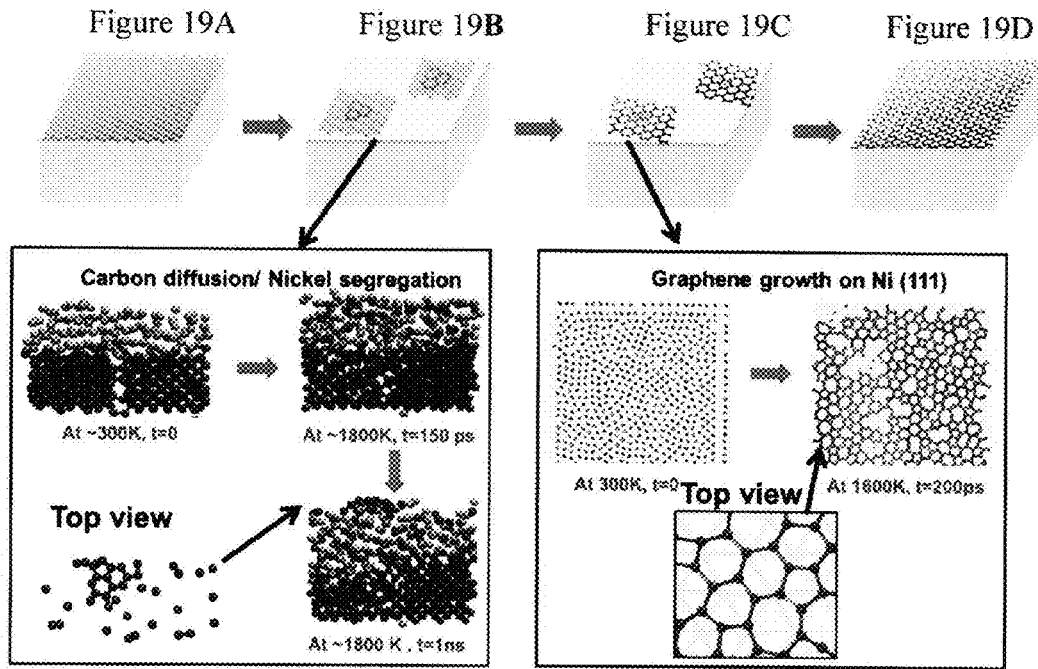 Figure 19A
Figure 19B
Figure 19C
Figure 19D
Carbon diffusion/ Nickel segregation
At ~300K, t=0
At ~1800K, t=150 ps
Top view
At ~1800 K , t=1ns
Graphene growth on Ni (111)
At 300K, t=0
At 1600K, t=200ps
Top view